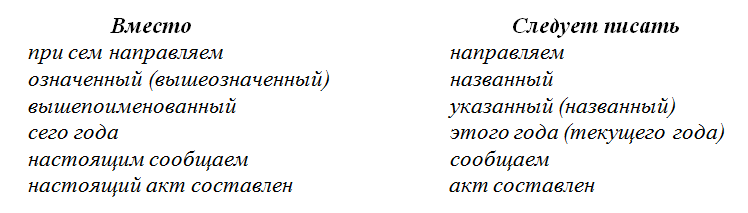 Вместо Следует писать
при сем направляем направляем
означенный (вышеозначенный) названный
вышепоименованный указанный (названный)
сего года этого года (текущего года)
настоящим сообщаем сообщаем
настоящий акт составлен акт составлен